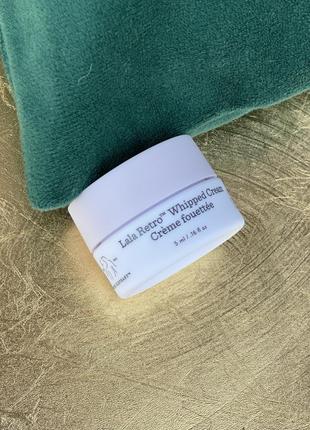 Lala Retro™ Whipped Cream
Crème fouettée
5 ml / .16 fl oz